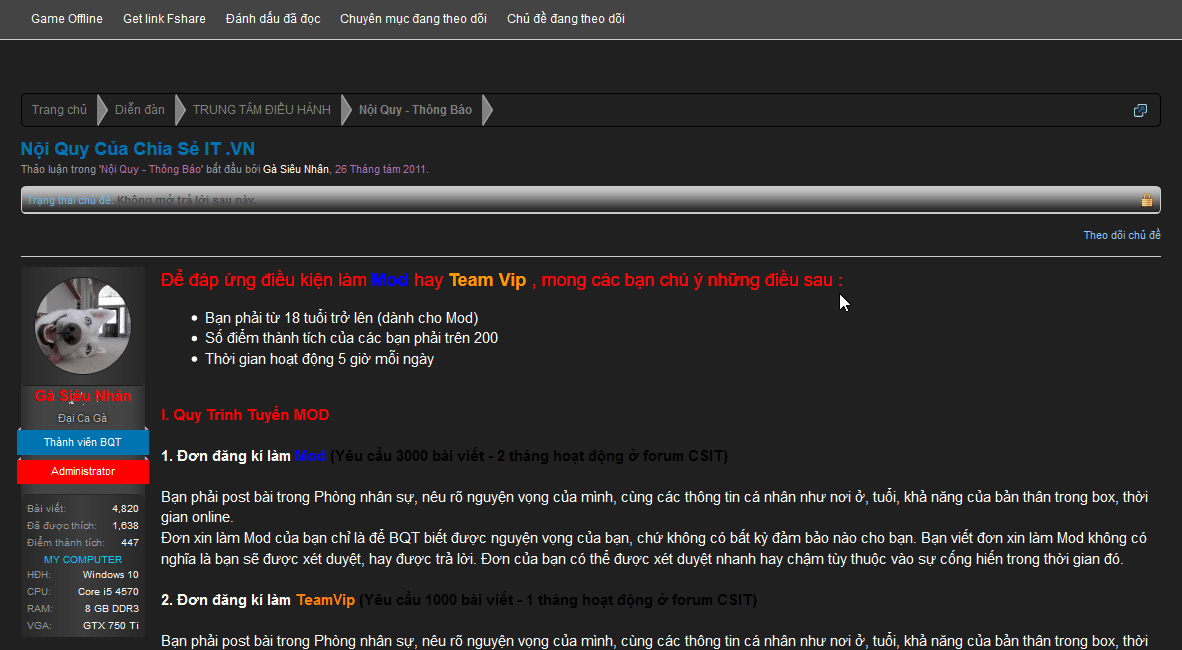 Game Offline Get link Fshare Đánh dấu đã đọc Chuyên mục đang theo dõi Chủ đề đang theo dõi
Trang chủ Diễn đàn TRUNG TÂM ĐIỀU HÀNH Nội Quy - Thông Báo
Nội Quy Của Chia Sẻ IT .VN
Thảo luận trong 'Nội Quy - Thông Báo' bắt đầu bởi Gà Siêu Nhân, 26 Tháng tám 2011.
Trạng thái chủ đề: Không mở trả lời sau này.
Theo dõi chủ đề
Gà Siêu Nhân
Đại Ca Gà
Thành viên BQT
Administrator
Bài viết: 4,820
Đã được thích: 1,638
Điểm thành tích: 447
MY COMPUTER
HĐH: Windows 10
CPU: Core i5 4570
RAM: 8 GB DDR3
VGA: GTX 750 Ti
Để đáp ứng điều kiện làm Mod hay Team Vip , mong các bạn chú ý những điều sau :
Bạn phải từ 18 tuổi trở lên (dành cho Mod)
Số điểm thành tích của các bạn phải trên 200
Thời gian hoạt động 5 giờ mỗi ngày
I. Quy Trình Tuyển MOD
1. Đơn đăng kí làm Mod (Yêu cầu 3000 bài viết - 2 tháng hoạt động ở forum CSIT)
Bạn phải post bài trong Phòng nhân sự, nêu rõ nguyện vọng của mình, cùng các thông tin cá nhân như nơi ở, tuổi, khả năng của bản thân trong box, thời
gian online.
Đơn xin làm Mod của bạn chỉ là để BQT biết được nguyện vọng của bạn, chứ không có bất kỳ đảm bảo nào cho bạn. Bạn viết đơn xin làm Mod không có
nghĩa là bạn sẽ được xét duyệt, hay được trả lời. Đơn của bạn có thể được xét duyệt nhanh hay chậm tùy thuộc vào sự cống hiến trong thời gian đó.
2. Đơn đăng kí làm TeamVip (Yêu cầu 1000 bài viết - 1 tháng hoạt động ở forum CSIT)
Bạn phải post bài trong Phòng nhân sự, nêu rõ nguyện vọng của mình, cùng các thông tin cá nhân như nơi ở, tuổi, khả năng của bản thân trong box, thời